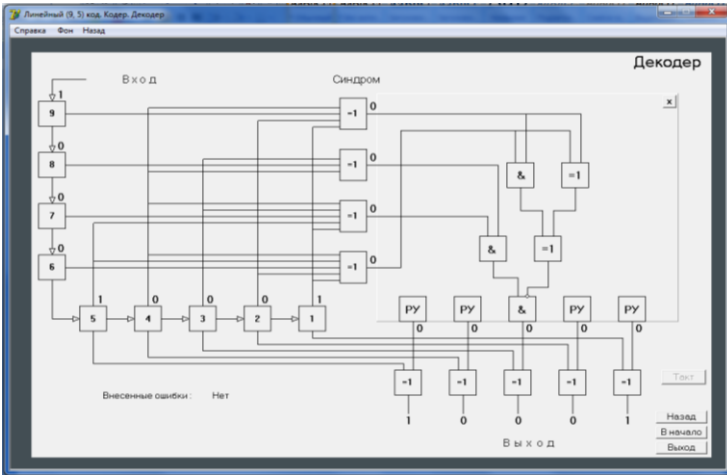 Линейный (9, 5) код. Кодер. Декодер
Справка Фон Назад
Декодер
Вход Синдром
x
1
9 =1 0
0
8 =1 0 & =1
0
7 =1 0
& =1
0
6 =1 0
1 0 0 0 1
5 4 3 2 1
РУ РУ & РУ РУ
0 0 0 0 0
=1 =1 =1 =1 =1
Такт
Внесенные ошибки : Нет
1 0 0 0 1
Выход
Назад
В начало
Выход